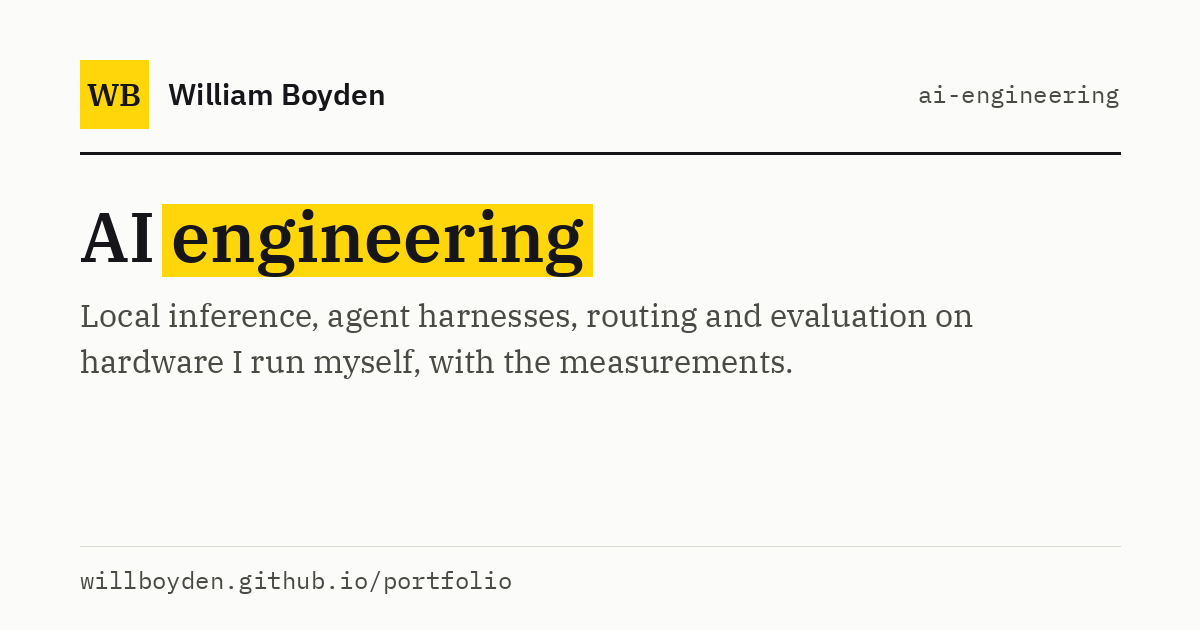 WB
William Boyden
ai-engineering
AI engineering
Local inference, agent harnesses, routing and evaluation on
hardware I run myself, with the measurements.
willboyden.github.io/portfolio